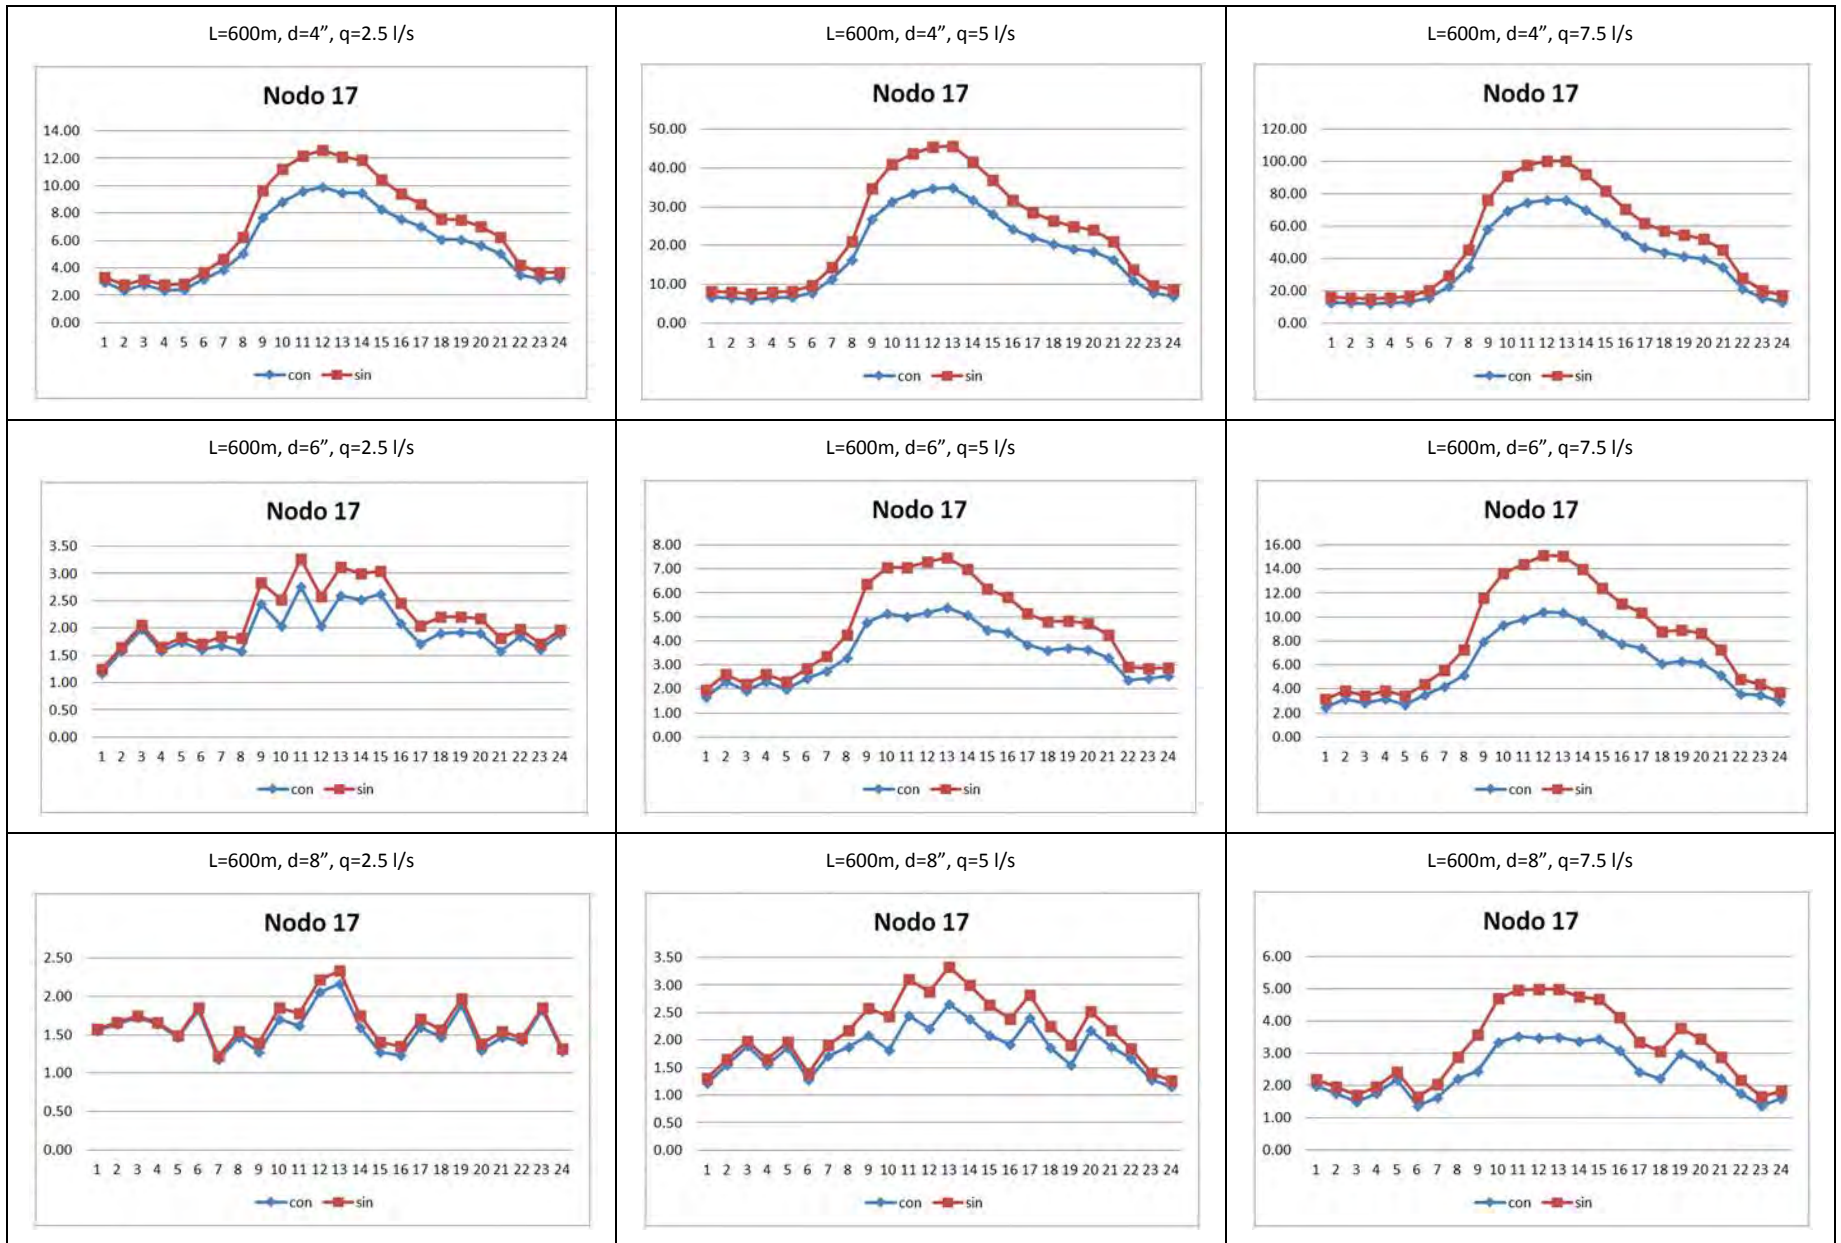 L=600m, d=4”, q=2.5 l/s
Nodo 17
14.00
12.00
10.00
8.00
6.00
4.00
2.00
0.00
1 2 3 4 5 6 7 8 9 10 11 12 13 14 15 16 17 18 19 20 21 22 23 24
con sin
L=600m, d=4”, q=5 l/s
Nodo 17
50.00
40.00
30.00
20.00
10.00
0.00
1 2 3 4 5 6 7 8 9 10 11 12 13 14 15 16 17 18 19 20 21 22 23 24
con sin
L=600m, d=4”, q=7.5 l/s
Nodo 17
120.00
100.00
80.00
60.00
40.00
20.00
0.00
1 2 3 4 5 6 7 8 9 10 11 12 13 14 15 16 17 18 19 20 21 22 23 24
con sin
L=600m, d=6”, q=2.5 l/s
Nodo 17
3.50
3.00
2.50
2.00
1.50
1.00
0.50
0.00
1 2 3 4 5 6 7 8 9 10 11 12 13 14 15 16 17 18 19 20 21 22 23 24
con sin
L=600m, d=6”, q=5 l/s
Nodo 17
8.00
7.00
6.00
5.00
4.00
3.00
2.00
1.00
0.00
1 2 3 4 5 6 7 8 9 10 11 12 13 14 15 16 17 18 19 20 21 22 23 24
con sin
L=600m, d=6”, q=7.5 l/s
Nodo 17
16.00
14.00
12.00
10.00
8.00
6.00
4.00
2.00
0.00
1 2 3 4 5 6 7 8 9 10 11 12 13 14 15 16 17 18 19 20 21 22 23 24
con sin
L=600m, d=8”, q=2.5 l/s
Nodo 17
2.50
2.00
1.50
1.00
0.50
0.00
1 2 3 4 5 6 7 8 9 10 11 12 13 14 15 16 17 18 19 20 21 22 23 24
con sin
L=600m, d=8”, q=5 l/s
Nodo 17
3.50
3.00
2.50
2.00
1.50
1.00
0.50
0.00
1 2 3 4 5 6 7 8 9 10 11 12 13 14 15 16 17 18 19 20 21 22 23 24
con sin
L=600m, d=8”, q=7.5 l/s
Nodo 17
6.00
5.00
4.00
3.00
2.00
1.00
0.00
1 2 3 4 5 6 7 8 9 10 11 12 13 14 15 16 17 18 19 20 21 22 23 24
con sin